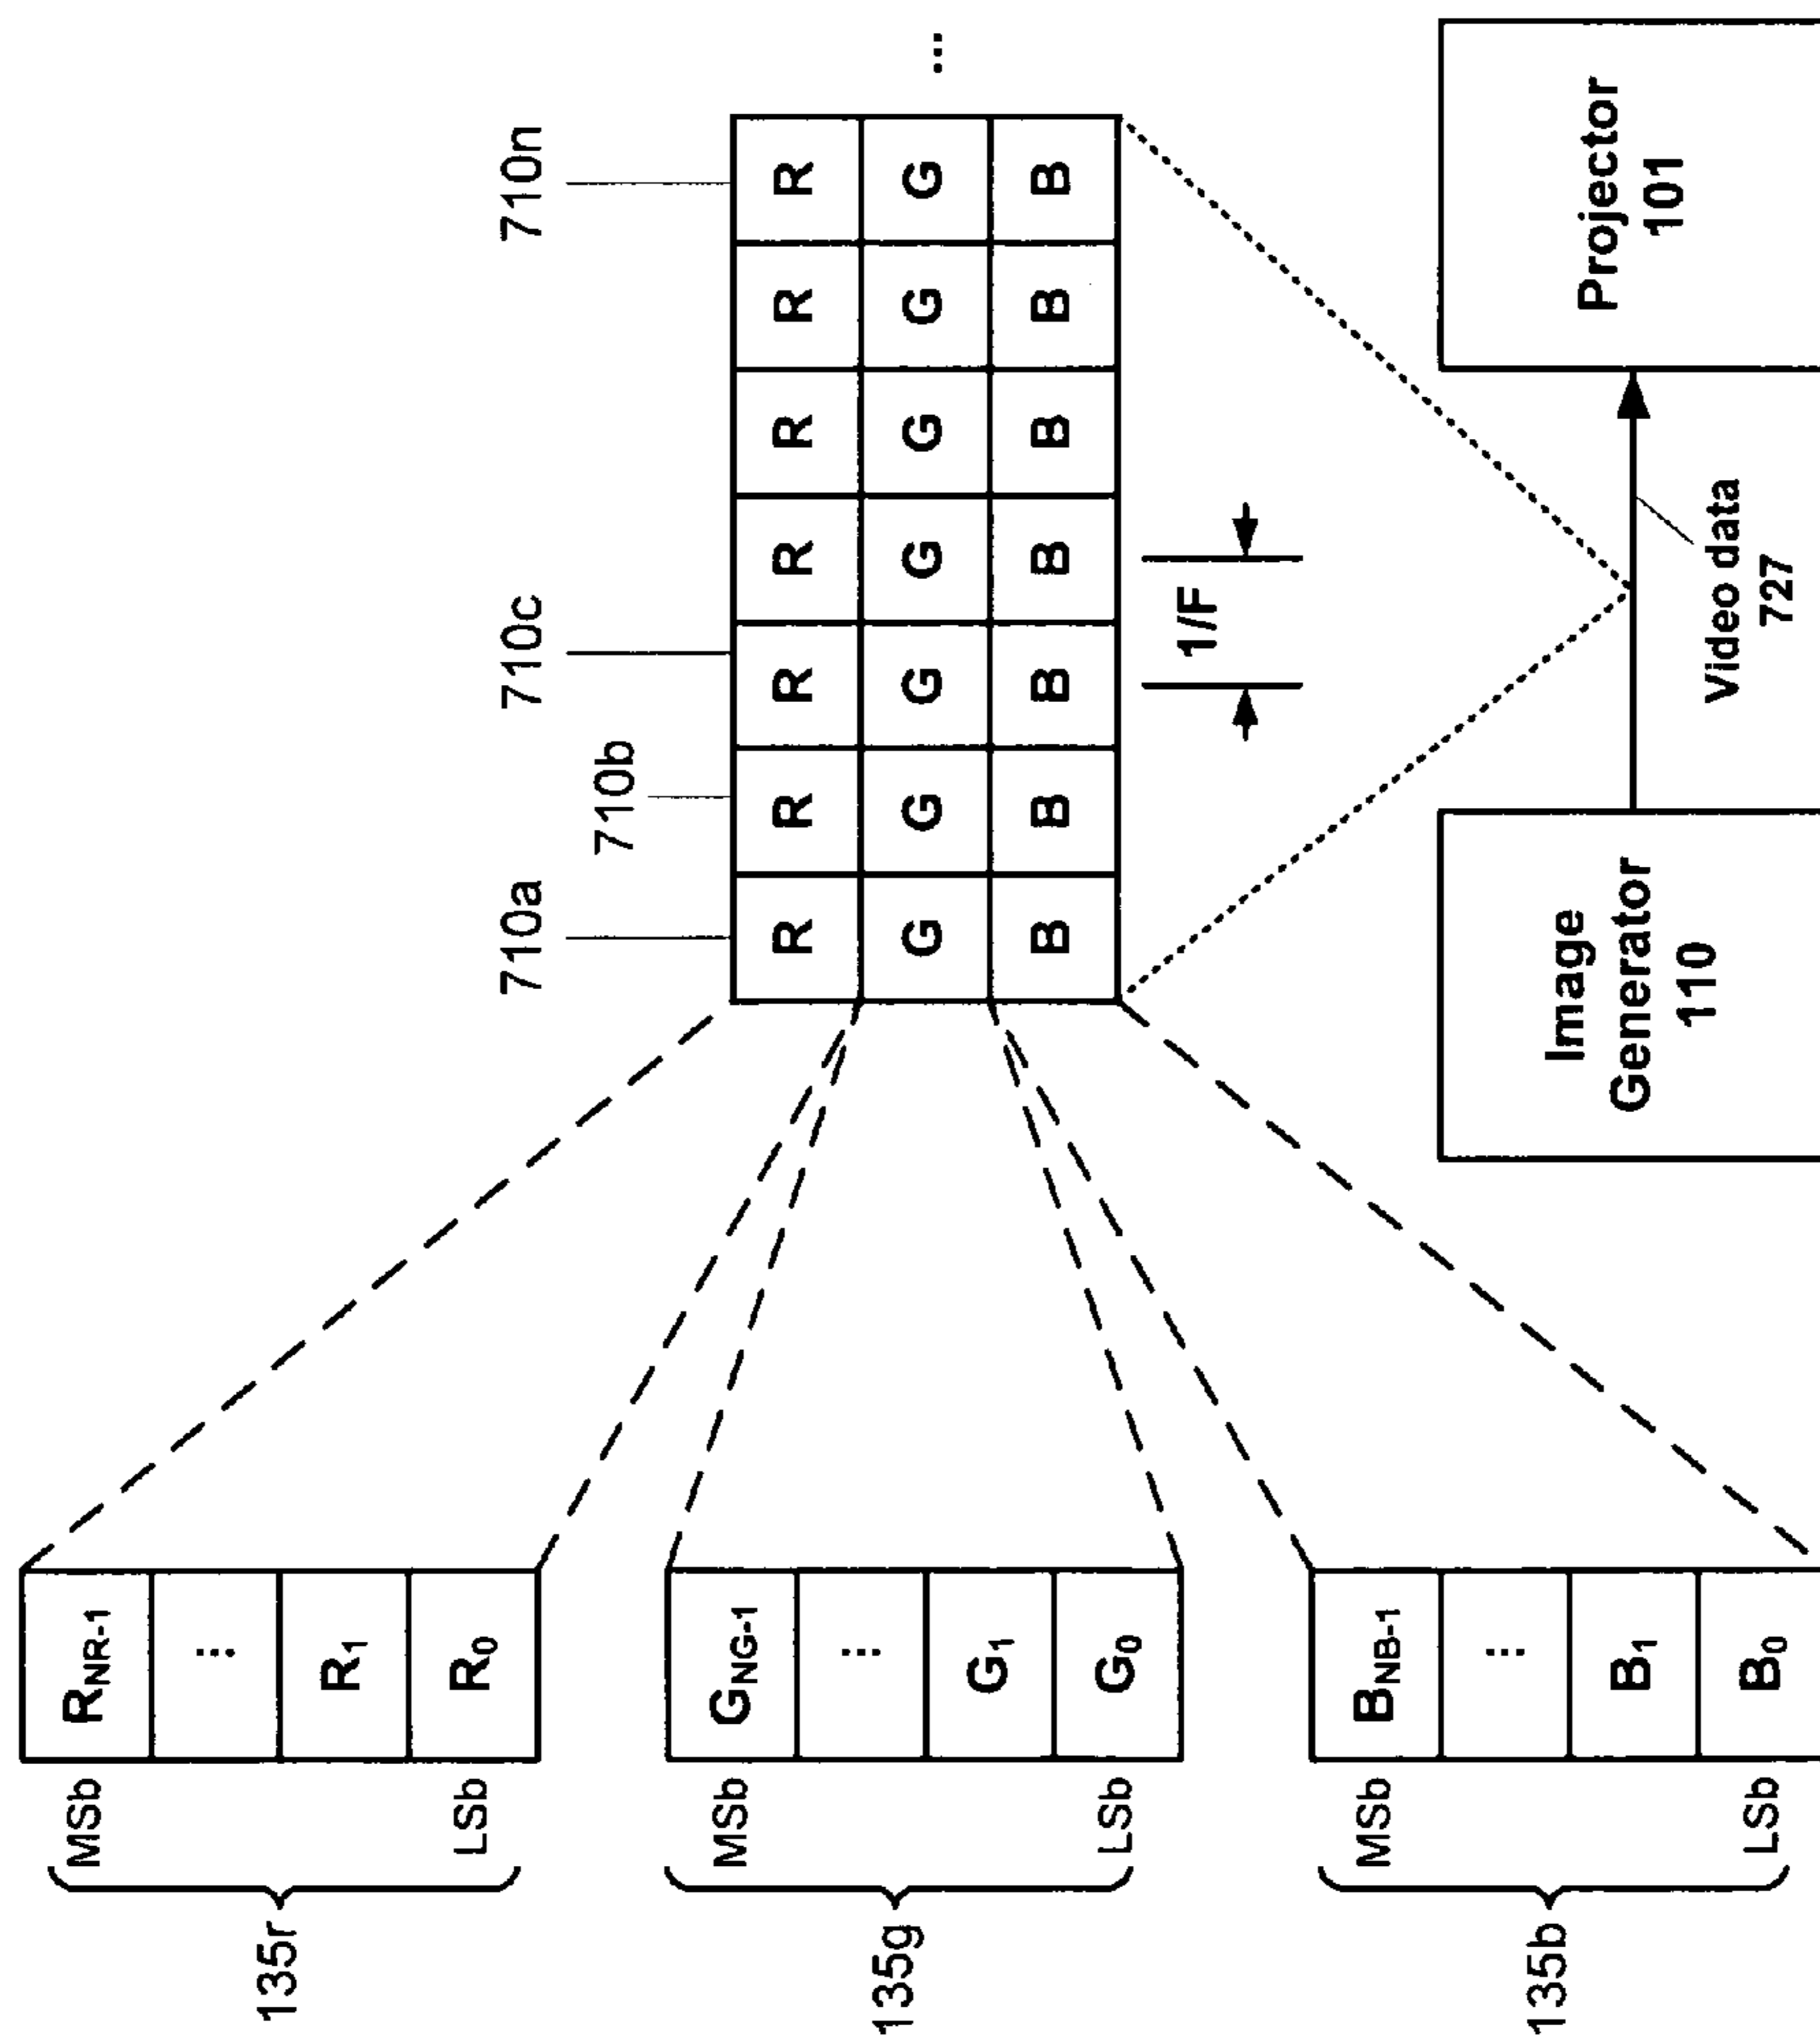 135r
MSb
LSb
R_NR-1
...
R_1
R_0
135g
MSb
LSb
G_NG-1
...
G_1
G_0
135b
MSb
LSb
B_NB-1
...
B_1
B_0
710a
710b
710c
710n
R R R R R R R
G G G G G G G
B B B B B B B
...
1/F
Image
Generator
110
Video data
727
Projector
101